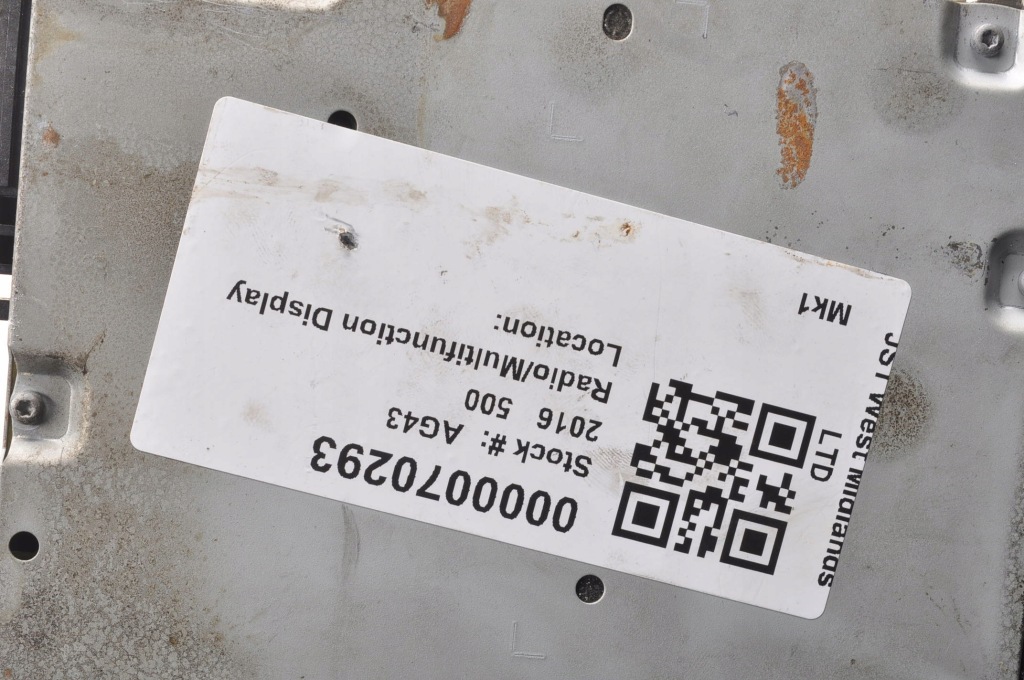 0000070293
Stock #: AG43
2016 500
Radio/Multifunction Display
Location:
Mk1
JST West Midlands
LTD